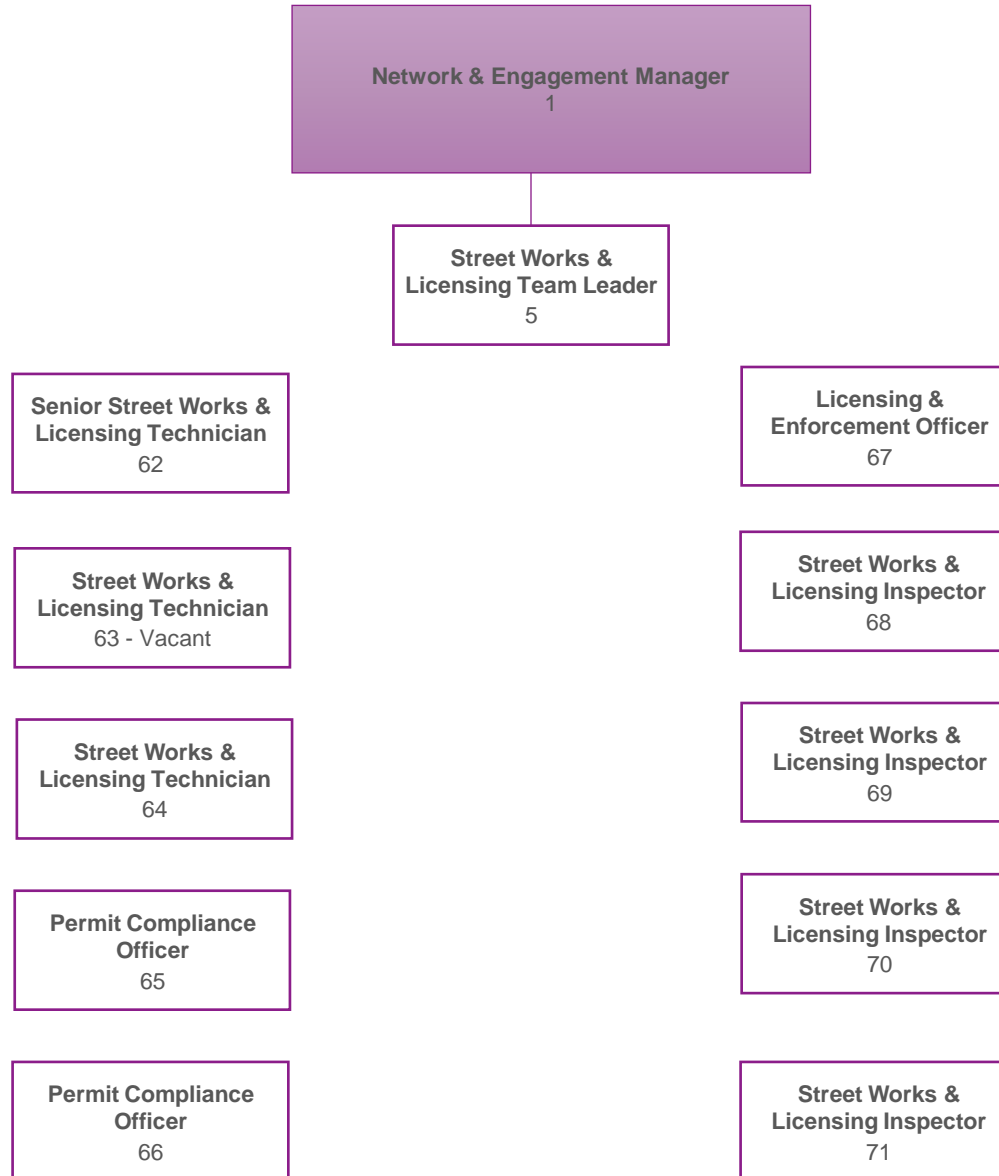 Network & Engagement Manager
1
Street Works &
Licensing Team Leader
5
Senior Street Works &
Licensing Technician
62
Street Works &
Licensing Technician
63 - Vacant
Street Works &
Licensing Technician
64
Permit Compliance
Officer
65
Permit Compliance
Officer
66
Licensing &
Enforcement Officer
67
Street Works &
Licensing Inspector
68
Street Works &
Licensing Inspector
69
Street Works &
Licensing Inspector
70
Street Works &
Licensing Inspector
71